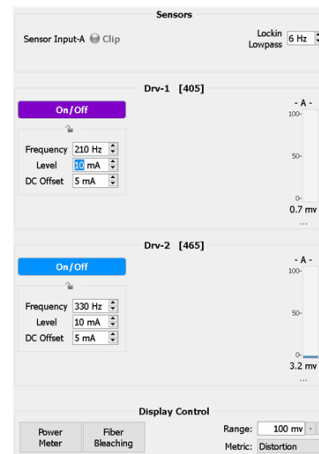 Sensors
Sensor Input-A Clip
Lockin Lowpass 6 Hz
Drv-1 [405]
On/Off
Frequency 210 Hz
Level 10 mA
DC Offset 5 mA
- A -
100-
50-
0-
0.7 mv
...
Drv-2 [465]
On/Off
Frequency 330 Hz
Level 10 mA
DC Offset 5 mA
- A -
100-
50-
0-
3.2 mv
...
Display Control
Power Meter
Fiber Bleaching
Range: 100 mv
Metric: Distortion